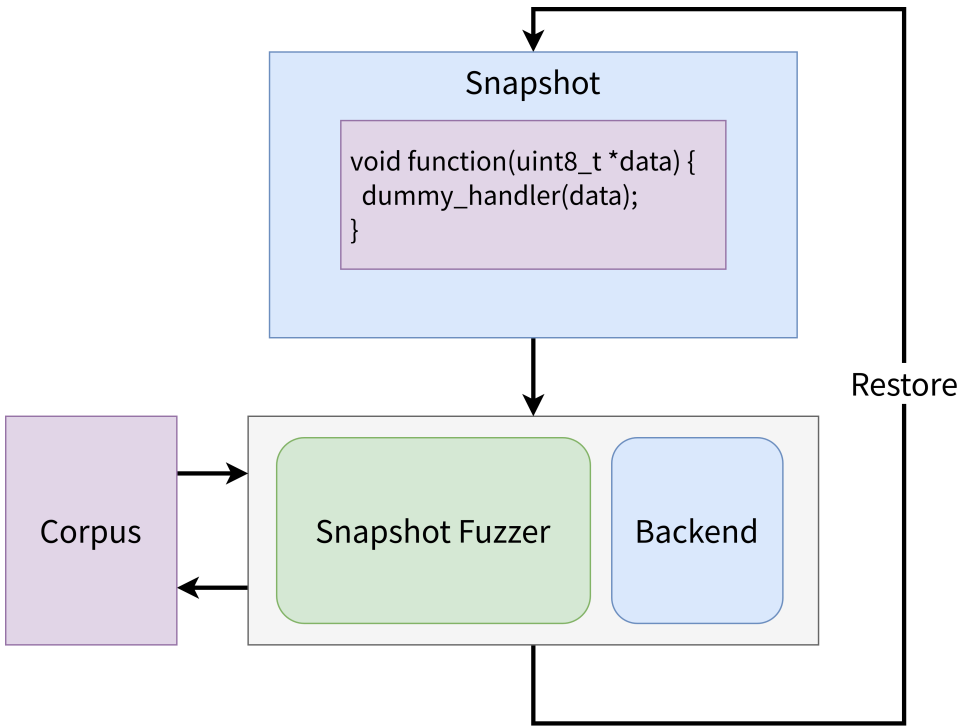 Snapshot
void function(uint8_t *data) {
  dummy_handler(data);
}
Restore
Corpus
Snapshot Fuzzer
Backend